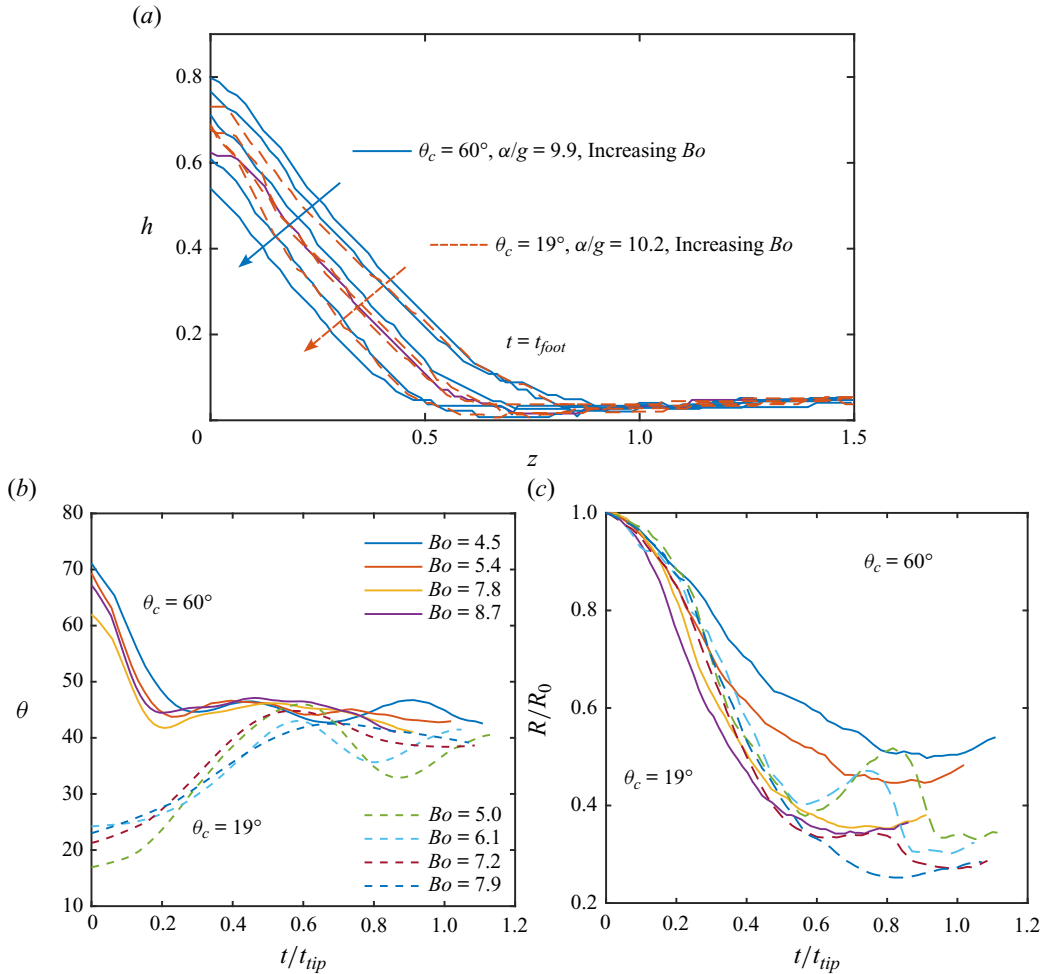 (a)
0.8
0.6
h
0.4
0.2
θc = 60°, α/g = 9.9, Increasing Bo
θc = 19°, α/g = 10.2, Increasing Bo
t = tfoot
0
0.5
1.0
1.5
z
(b)
80
70
60
50
θ
40
30
20
10
Bo = 4.5
Bo = 5.4
Bo = 7.8
Bo = 8.7
θc = 60°
θc = 19°
Bo = 5.0
Bo = 6.1
Bo = 7.2
Bo = 7.9
0
0.2
0.4
0.6
0.8
1.0
1.2
t/ttip
(c)
1.0
0.8
R/R0
0.6
0.4
0.2
θc = 60°
θc = 19°
0
0.2
0.4
0.6
0.8
1.0
1.2
t/ttip